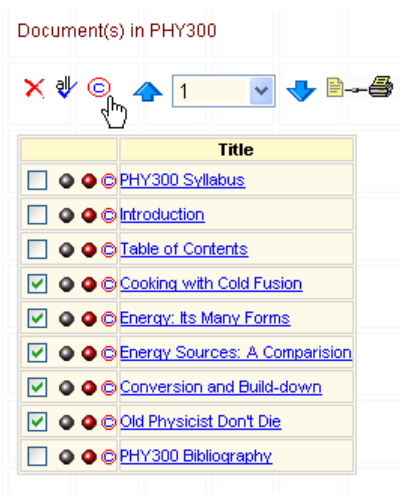 Document(s) in PHY300
all © 1
Title
© PHY300 Syllabus
© Introduction
© Table of Contents
© Cooking with Cold Fusion
© Energy: Its Many Forms
© Energy Sources: A Comparision
© Conversion and Build-down
© Old Physicist Don't Die
© PHY300 Bibliography